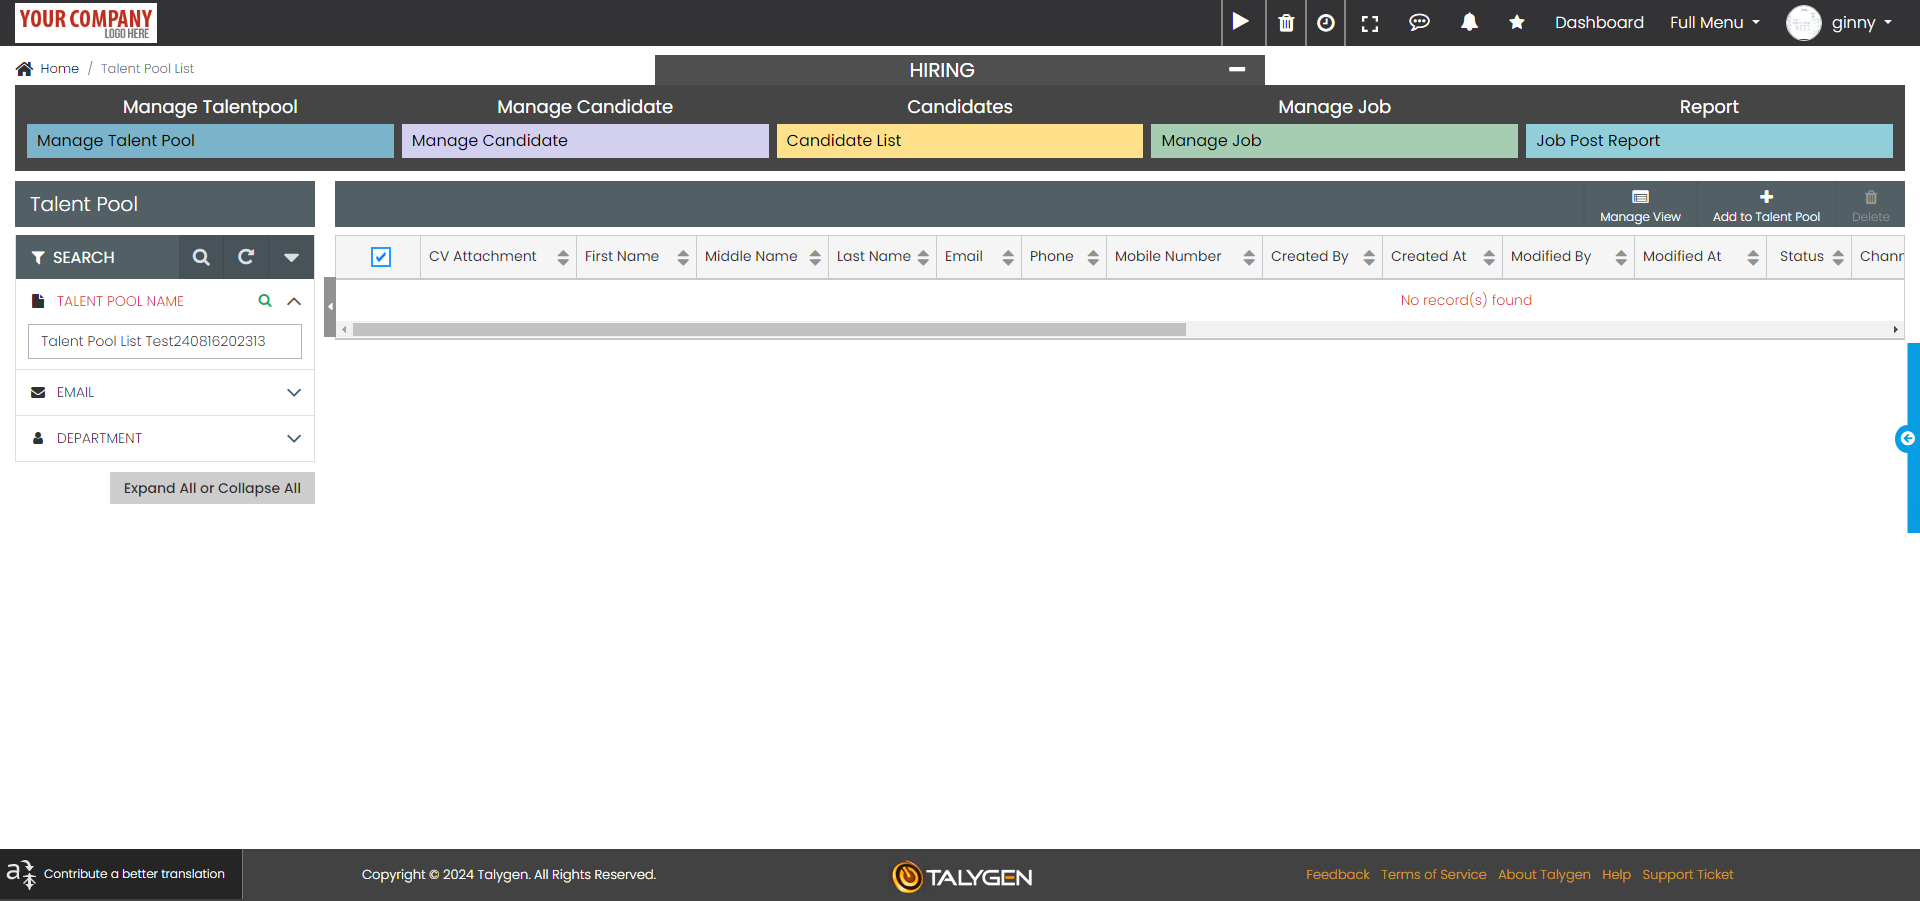 YOUR COMPANY
LOGO HERE
Dashboard
Full Menu
ginny
Home / Talent Pool List
HIRING
Manage Talentpool
Manage Talent Pool
Manage Candidate
Manage Candidate
Candidates
Candidate List
Manage Job
Manage Job
Report
Job Post Report
Talent Pool
Manage View
Add to Talent Pool
Delete
SEARCH
TALENT POOL NAME
Talent Pool List Test240816202313
EMAIL
DEPARTMENT
Expand All or Collapse All
CV Attachment First Name Middle Name Last Name Email Phone Mobile Number Created By Created At Modified By Modified At Status Chann
No record(s) found
Contribute a better translation
Copyright © 2024 Talygen. All Rights Reserved.
TALYGEN
Feedback Terms of Service About Talygen Help Support Ticket